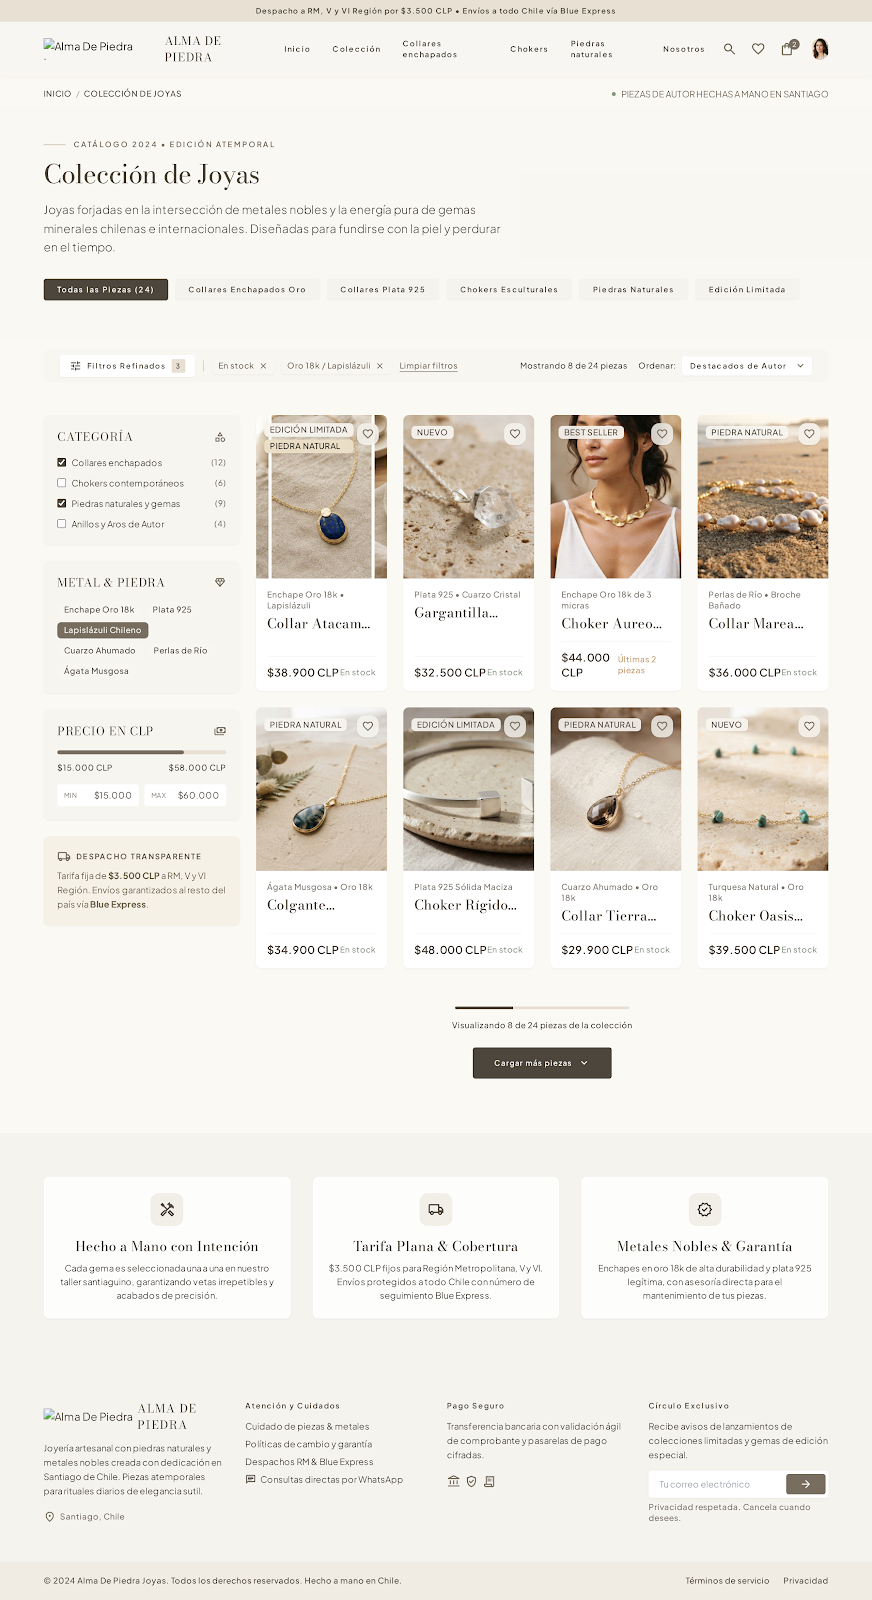 Despacho a RM, V y VI Región por $3.500 CLP • Envíos a todo Chile vía Blue Express
Alma De Piedra
ALMA DE
PIEDRA
Inicio
Colección
Collares
enchapados
Chokers
Piedras
naturales
Nosotros
2
INICIO / COLECCIÓN DE JOYAS
PIEZAS DE AUTOR HECHAS A MANO EN SANTIAGO
CATÁLOGO 2024 • EDICIÓN ATEMPORAL
Colección de Joyas
Joyas forjadas en la intersección de metales nobles y la energía pura de gemas
minerales chilenas e internacionales. Diseñadas para fundirse con la piel y perdurar
en el tiempo.
Todas las Piezas (24)
Collares Enchapados Oro
Collares Plata 925
Chokers Esculturales
Piedras Naturales
Edición Limitada
Filtros Refinados 3
En stock ×
Oro 18k / Lapislázuli ×
Limpiar filtros
Mostrando 8 de 24 piezas
Ordenar:
Destacados de Autor
CATEGORÍA
Collares enchapados (12)
Chokers contemporáneos (6)
Piedras naturales y gemas (9)
Anillos y Aros de Autor (4)
METAL & PIEDRA
Enchape Oro 18k
Plata 925
Lapislázuli Chileno
Cuarzo Ahumado
Perlas de Río
Ágata Musgosa
PRECIO EN CLP
$15.000 CLP
$58.000 CLP
MIN $15.000
MAX $60.000
DESPACHO TRANSPARENTE
Tarifa fija de $3.500 CLP a RM, V y VI
Región. Envíos garantizados al resto del
país vía Blue Express.
EDICIÓN LIMITADA
PIEDRA NATURAL
Enchape Oro 18k •
Lapislázuli
Collar Atacam...
$38.900 CLP
En stock
NUEVO
Plata 925 • Cuarzo Cristal
Gargantilla...
$32.500 CLP
En stock
BEST SELLER
Enchape Oro 18k de 3
micras
Choker Aureo...
$44.000
CLP
Últimas 2
piezas
PIEDRA NATURAL
Perlas de Río • Broche
Bañado
Collar Marea...
$36.000 CLP
En stock
PIEDRA NATURAL
Ágata Musgosa • Oro 18k
Colgante...
$34.900 CLP
En stock
EDICIÓN LIMITADA
Plata 925 Sólida Maciza
Choker Rígido...
$48.000 CLP
En stock
PIEDRA NATURAL
Cuarzo Ahumado • Oro
18k
Collar Tierra...
$29.900 CLP
En stock
NUEVO
Turquesa Natural • Oro
18k
Choker Oasis...
$39.500 CLP
En stock
Visualizando 8 de 24 piezas de la colección
Cargar más piezas
Hecho a Mano con Intención
Cada gema es seleccionada una a una en nuestro
taller santiaguino, garantizando vetas irrepetibles y
acabados de precisión.
Tarifa Plana & Cobertura
$3.500 CLP fijos para Región Metropolitana, V y VI.
Envíos protegidos a todo Chile con número de
seguimiento Blue Express.
Metales Nobles & Garantía
Enchapes en oro 18k de alta durabilidad y plata 925
legítima, con asesoría directa para el
mantenimiento de tus piezas.
Alma De Piedra
ALMA DE
PIEDRA
Joyería artesanal con piedras naturales y
metales nobles creada con dedicación en
Santiago de Chile. Piezas atemporales
para rituales diarios de elegancia sutil.
Santiago, Chile
Atención y Cuidados
Cuidado de piezas & metales
Políticas de cambio y garantía
Despachos RM & Blue Express
Consultas directas por WhatsApp
Pago Seguro
Transferencia bancaria con validación ágil
de comprobante y pasarelas de pago
cifradas.
Círculo Exclusivo
Recibe avisos de lanzamientos de
colecciones limitadas y gemas de edición
especial.
Tu correo electrónico
Privacidad respetada. Cancela cuando
desees.
© 2024 Alma De Piedra Joyas. Todos los derechos reservados. Hecho a mano en Chile.
Términos de servicio
Privacidad